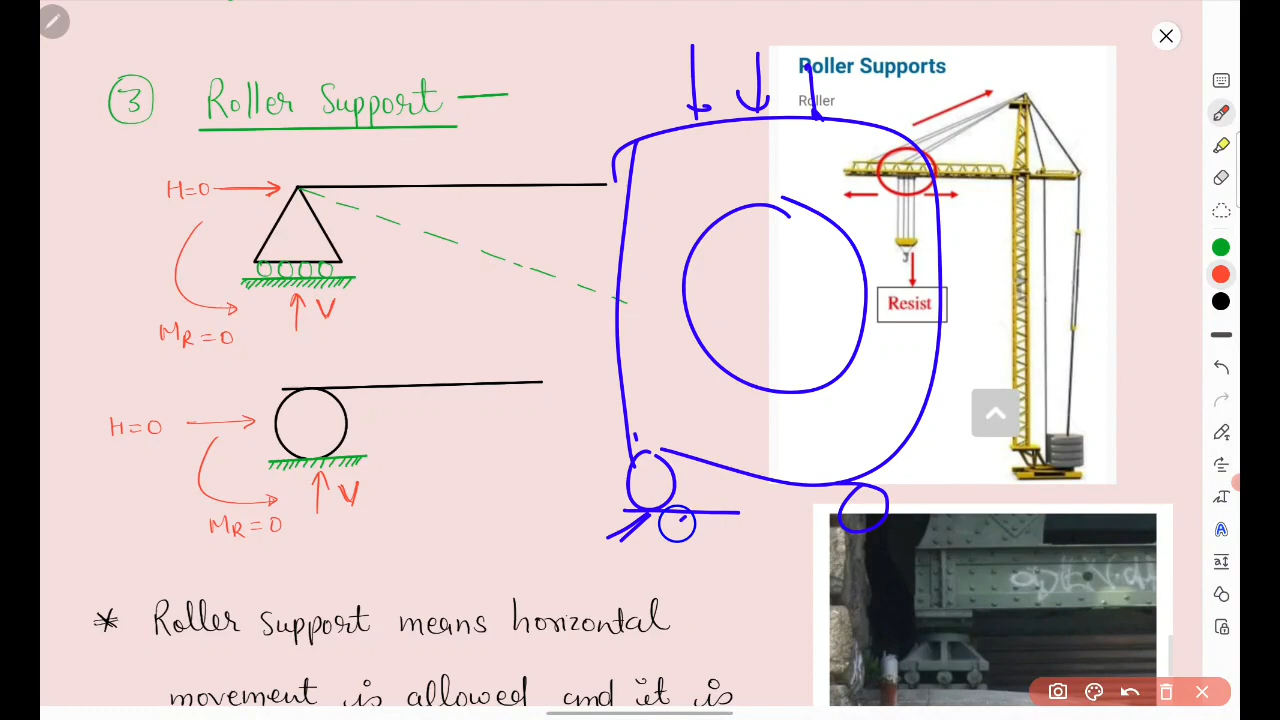 ③ Roller Support —
H=0
MR=0
V
H=0
MR=0
V
Roller Supports
Roller
Resist
* Roller support means horizontal
movement is allowed and it is